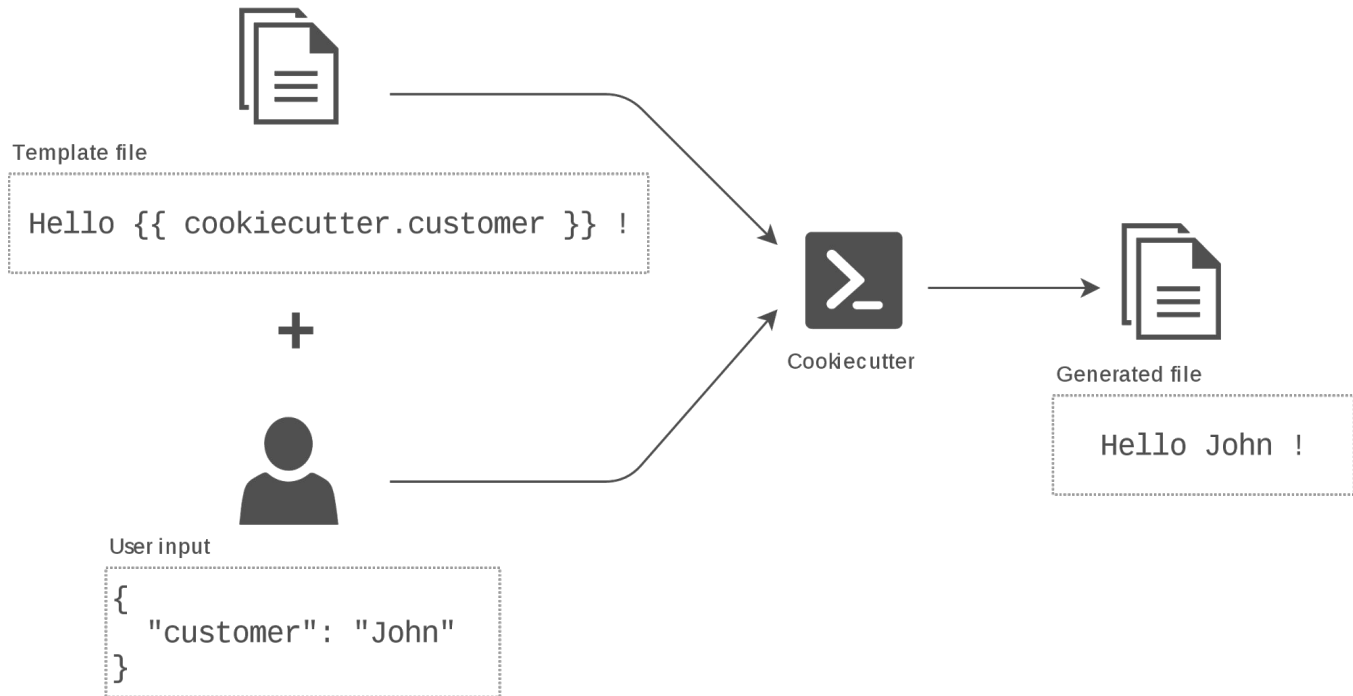 Template file
Hello {{ cookiecutter.customer }} !
+
User input
{
  "customer": "John"
}
Cookiecutter
Generated file
Hello John !